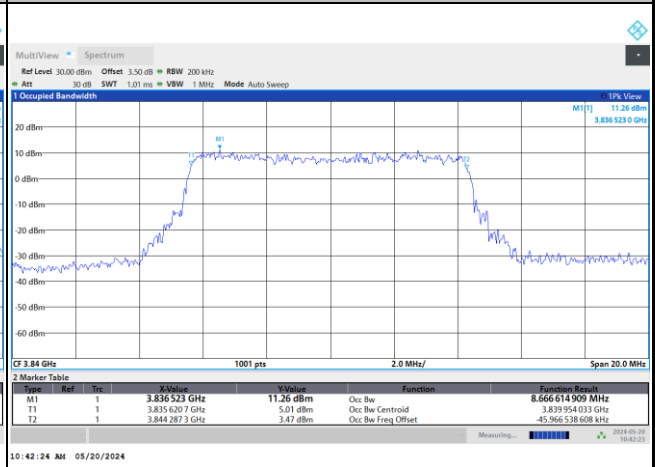 MultiView Spectrum
Ref Level 30.00 dBm Offset 3.50 dB RBW 200 kHz
Att 30 dB SWT 1.01 ms VBW 1 MHz Mode Auto Sweep
1 Occupied Bandwidth 1Pk View
M1[1] 11.26 dBm
3.836 523 0 GHz
20 dBm
M1
10 dBm
T1
T2
0 dBm
-10 dBm
-20 dBm
-30 dBm
-40 dBm
-50 dBm
-60 dBm
CF 3.84 GHz 1001 pts 2.0 MHz/ Span 20.0 MHz
2 Marker Table
Type Ref Trc X-Value Y-Value Function Function Result
M1 1 3.836 523 GHz 11.26 dBm Occ Bw 8.666 614 909 MHz
T1 1 3.835 620 7 GHz 5.01 dBm Occ Bw Centroid 3.839 954 033 GHz
T2 1 3.844 287 3 GHz 3.47 dBm Occ Bw Freq Offset -45.966 538 608 kHz
Measuring... 2024-05-20
10:42:23
10:42:24 AM 05/20/2024